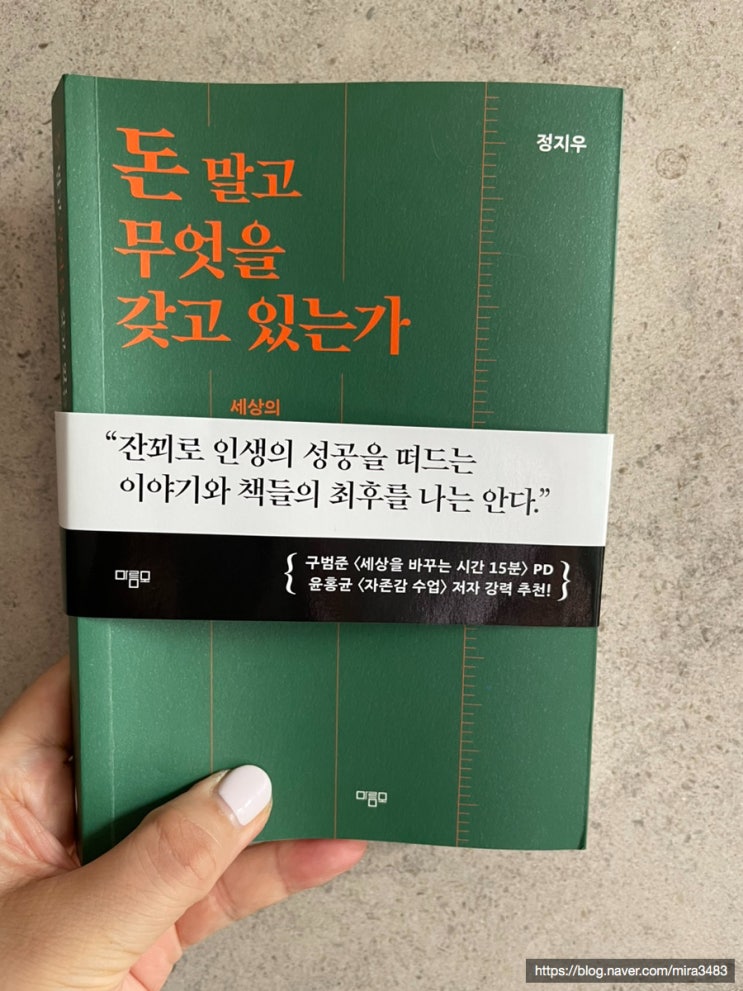 정지우
돈 말고
무엇을
갖고 있는가
세상의
“잔꾀로 인생의 성공을 떠드는
이야기와 책들의 최후를 나는 안다.”
마름모
{ 구범준 〈세상을 바꾸는 시간 15분〉 PD
윤홍균 〈자존감 수업〉 저자 강력 추천! }
마름모
https://blog.naver.com/mira3483